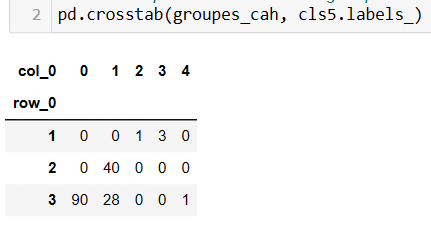 2 pd.crosstab(groupes_cah, cls5.labels_)
col_0 0 1 2 3 4
row_0
1 0 0 1 3 0
2 0 40 0 0 0
3 90 28 0 0 1